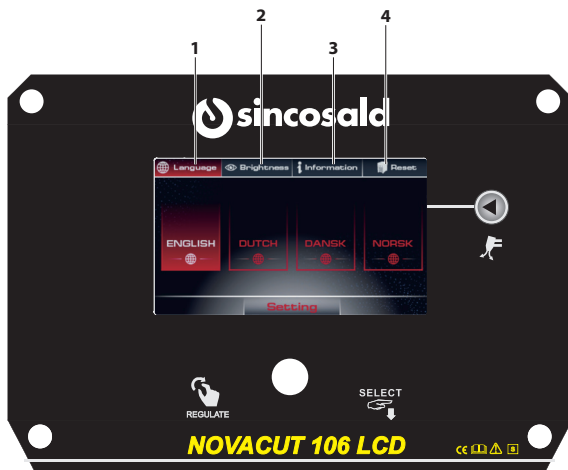 1 2 3 4
sincosald
Language Brightness Information Reset
ENGLISH DUTCH DANSK NORSK
Setting
REGULATE
SELECT
NOVACUT 106 LCD
CE S